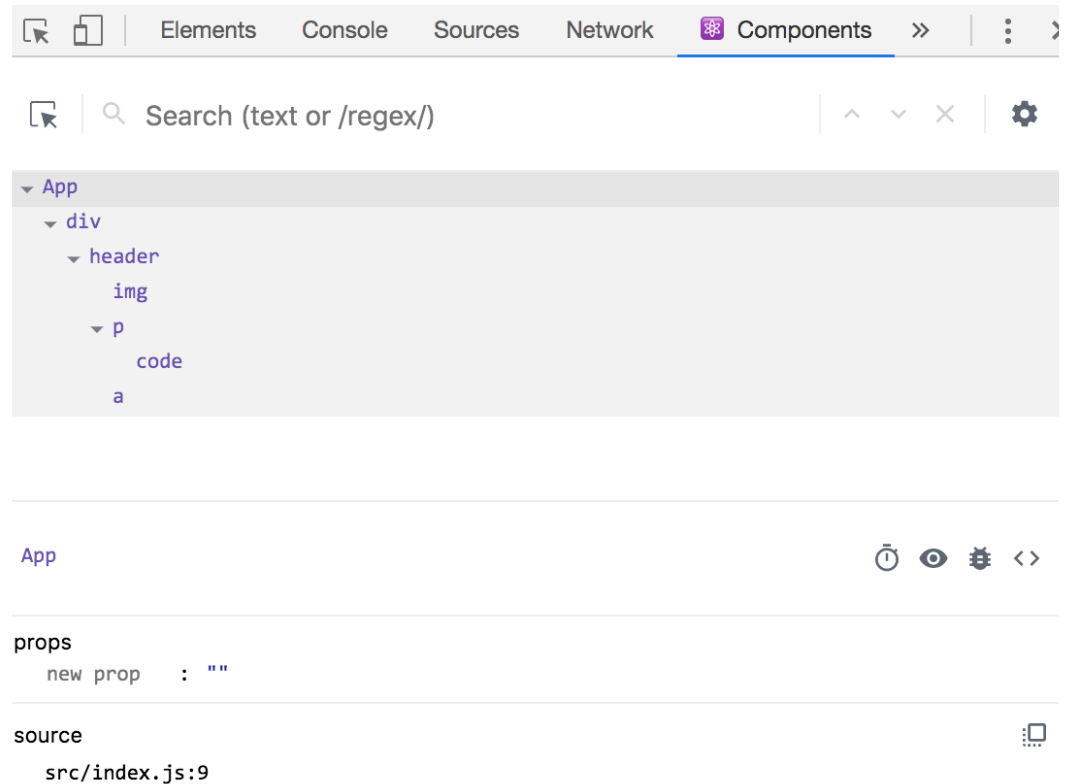 Elements Console Sources Network Components »
Search (text or /regex/)
App
div
header
img
p
code
a
App
props
new prop : ""
source
src/index.js:9